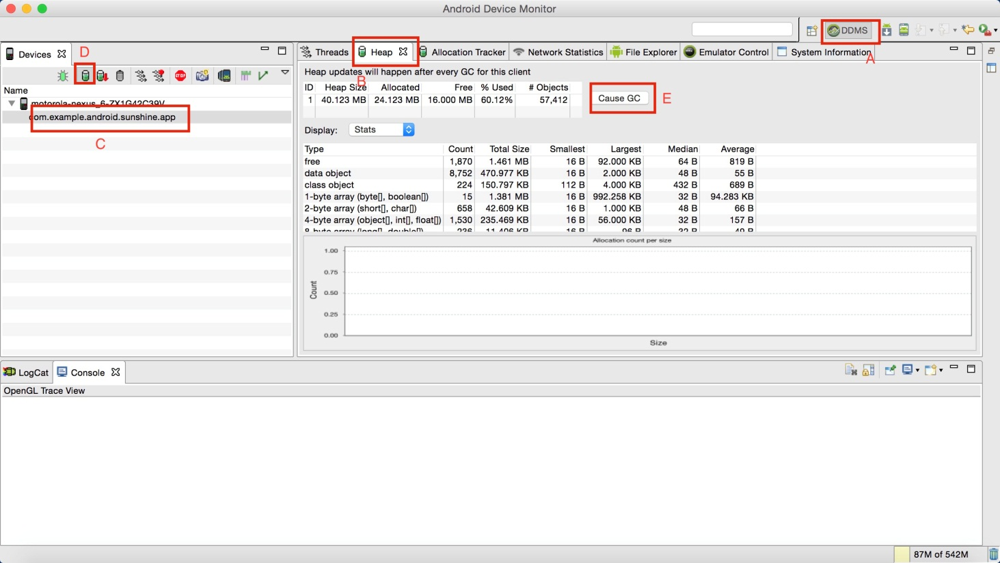 Android Device Monitor
DDMS
A
Devices
D
Threads
Heap
Allocation Tracker
Network Statistics
File Explorer
Emulator Control
System Information
B
STOP
Name
motorola-nexus_6-ZX1G42C39V
com.example.android.sunshine.app
C
Heap updates will happen after every GC for this client
ID Heap Size Allocated Free % Used # Objects
1 40.123 MB 24.123 MB 16.000 MB 60.12% 57,412
Cause GC
E
Display: Stats
Type Count Total Size Smallest Largest Median Average
free 1,870 1.461 MB 16 B 92.000 KB 64 B 819 B
data object 8,752 470.977 KB 16 B 2.000 KB 48 B 55 B
class object 224 150.797 KB 112 B 4.000 KB 432 B 689 B
1-byte array (byte[], boolean[]) 15 1.381 MB 16 B 992.258 KB 32 B 94.283 KB
2-byte array (short[], char[]) 658 42.609 KB 16 B 1.000 KB 48 B 66 B
4-byte array (object[], int[], float[]) 1,530 235.469 KB 16 B 56.000 KB 32 B 157 B
8-byte array (long[], double[]) 236 11.406 KB 16 B 96 B 32 B 49 B
Allocation count per size
1.00
0.75
0.50
0.25
0.00
Count
Size
LogCat
Console
OpenGL Trace View
87M of 542M